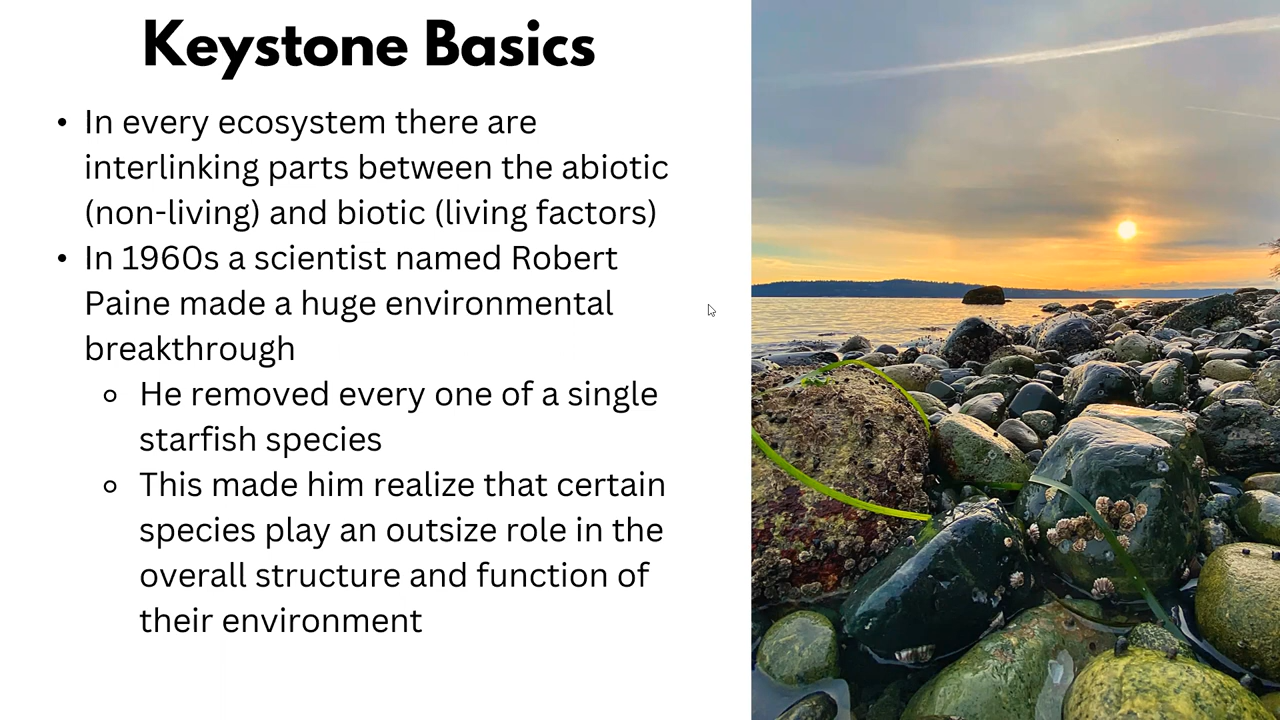 Keystone Basics
• In every ecosystem there are
interlinking parts between the abiotic
(non-living) and biotic (living factors)
• In 1960s a scientist named Robert
Paine made a huge environmental
breakthrough
◦ He removed every one of a single
starfish species
◦ This made him realize that certain
species play an outsize role in the
overall structure and function of
their environment